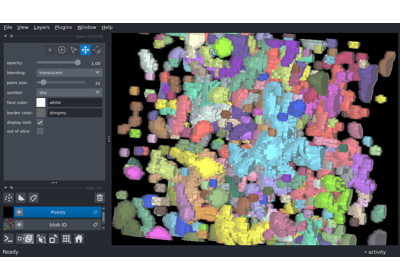 File View Layers Plugins Window Help
opacity: 1.00
blending: translucent
point size: 10
symbol: disc
face color: white
border color: dimgrey
display text: ✓
out of slice:
Points
blob ID
Ready activity